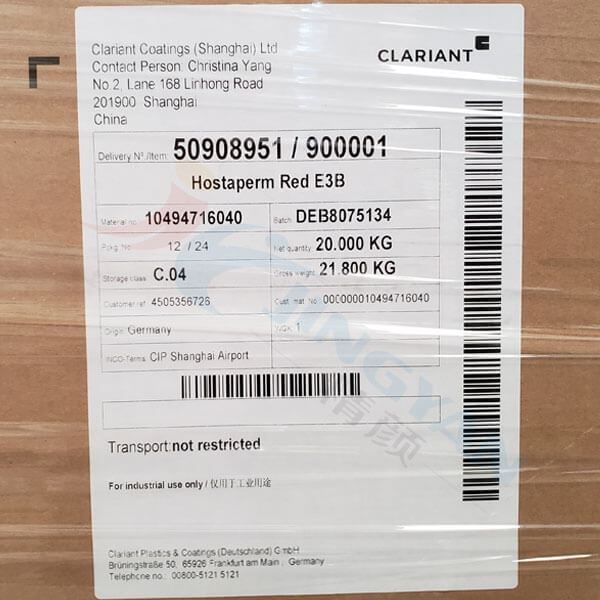 Clariant Coatings (Shanghai) Ltd
Contact Person: Christina Yang
No.2, Lane 168 Linhong Road
201900 Shanghai
China
CLARIANT
Delivery N°./Item: 50908951 / 900001
Hostaperm Red E3B
Material no. 10494716040 Batch: DEB8075134
Pckg. No 12 / 24 Net quantity: 20.000 KG
Storage class: C.04 Gross weight: 21.800 KG
Customer ref. 4505356726 Cust. mat. No. 000000010494716040
Origin: Germany WGK: 1
INCO-Terms: CIP Shanghai Airport
JINGYAN
Transport:not restricted
For industrial use only / 仅用于工业用途
Clariant Plastics & Coatings (Deutschland) GmbH
Brüningstraße 50, 65926 Frankfurt am Main , Germany
Telephone no.: 00800-5121 5121